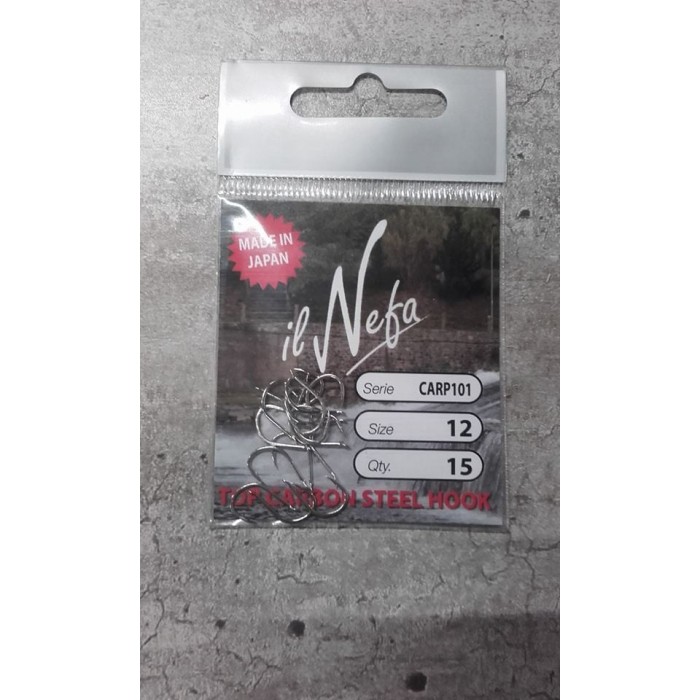 MADE IN
JAPAN
il Nefa
Serie CARP101
Size 12
Qty. 15
TOP CARBON STEEL HOOK